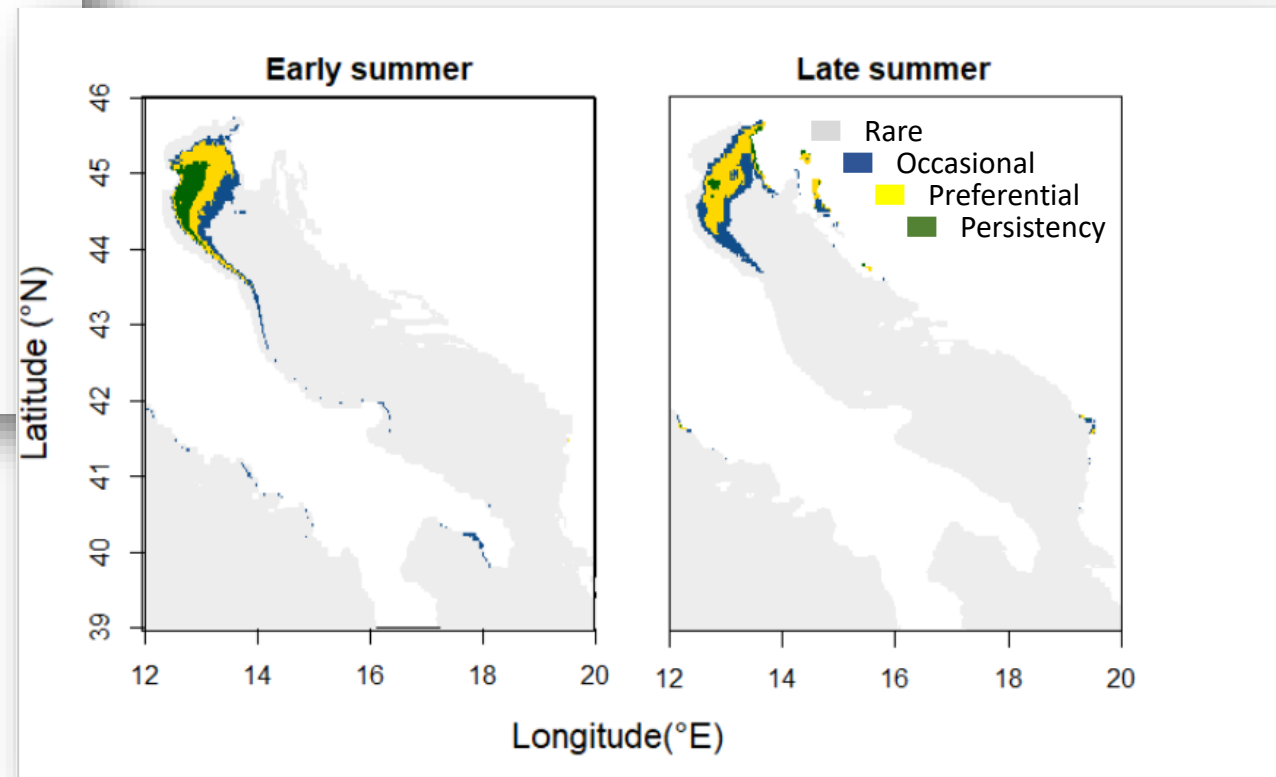 Early summer
Late summer
Rare
Occasional
Preferential
Persistency
Latitude (°N)
46
45
44
43
42
41
40
39
12
14
16
18
20
12
14
16
18
20
Longitude(°E)